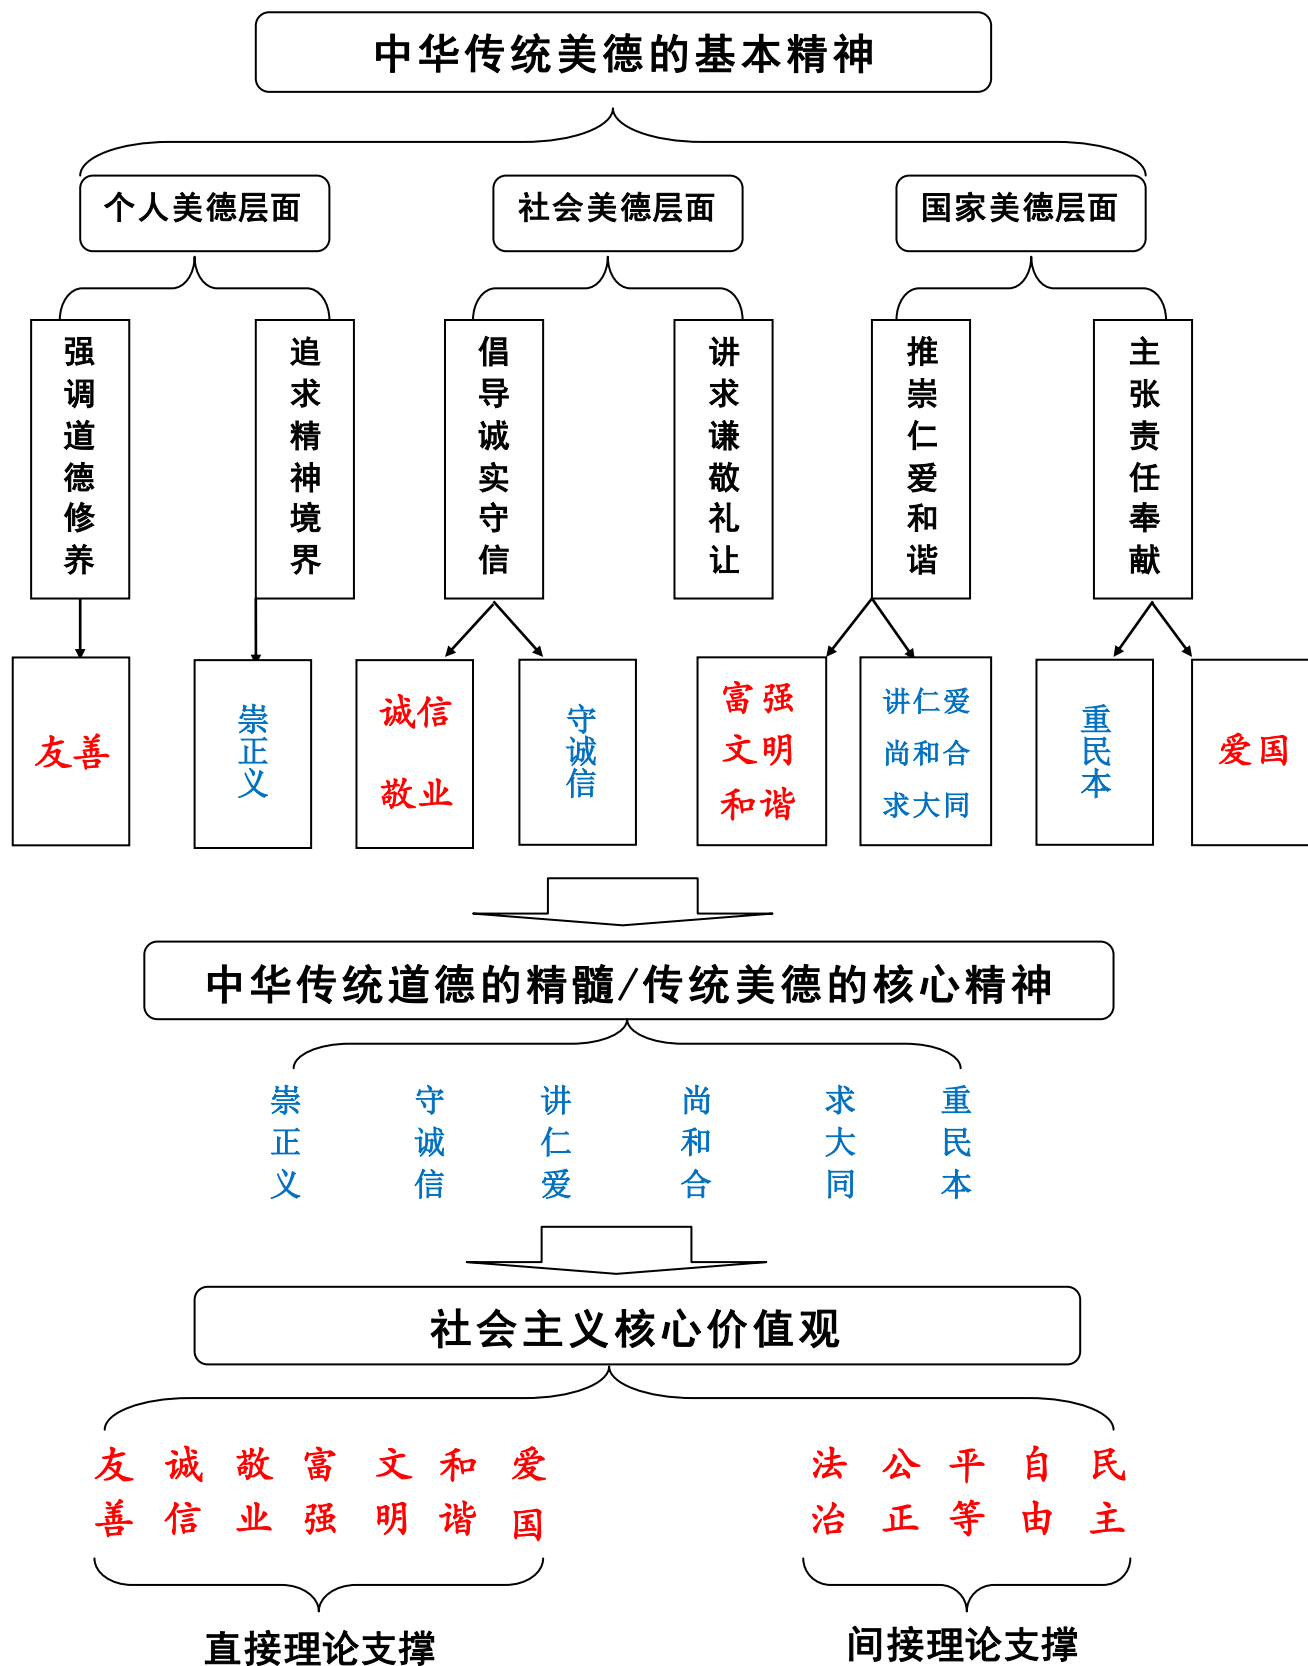 中华传统美德的基本精神
个人美德层面
社会美德层面
国家美德层面
强调道德修养
追求精神境界
倡导诚实守信
讲求谦敬礼让
推崇仁爱和谐
主张责任奉献
友善
崇正义
诚信
敬业
守诚信
富强
文明
和谐
讲仁爱
尚和合
求大同
重民本
爱国
中华传统道德的精髓/传统美德的核心精神
崇正义
守诚信
讲仁爱
尚和合
求大同
重民本
社会主义核心价值观
友善
诚信
敬业
富强
文明
和谐
爱国
法治
公正
平等
自由
民主
直接理论支撑
间接理论支撑